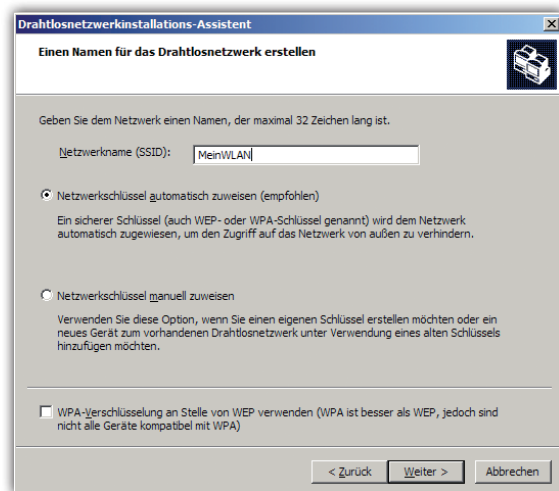 Drahtlosnetzwerkinstallations-Assistent
Einen Namen für das Drahtlosnetzwerk erstellen
Geben Sie dem Netzwerk einen Namen, der maximal 32 Zeichen lang ist.
Netzwerkname (SSID): MeinWLAN
Netzwerkschlüssel automatisch zuweisen (empfohlen)
Ein sicherer Schlüssel (auch WEP- oder WPA-Schlüssel genannt) wird dem Netzwerk
automatisch zugewiesen, um den Zugriff auf das Netzwerk von außen zu verhindern.
Netzwerkschlüssel manuell zuweisen
Verwenden Sie diese Option, wenn Sie einen eigenen Schlüssel erstellen möchten oder ein
neues Gerät zum vorhandenen Drahtlosnetzwerk unter Verwendung eines alten Schlüssels
hinzufügen möchten.
WPA-Verschlüsselung an Stelle von WEP verwenden (WPA ist besser als WEP, jedoch sind
nicht alle Geräte kompatibel mit WPA)
< Zurück Weiter > Abbrechen